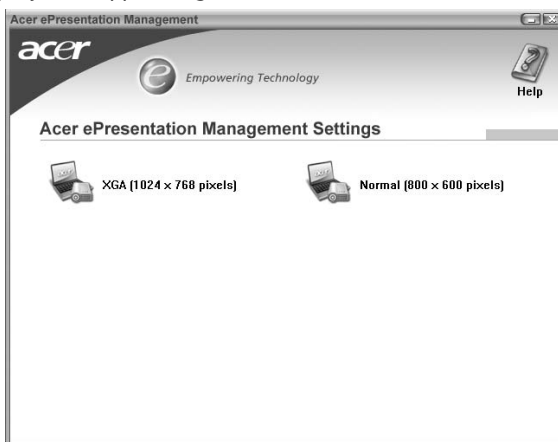 Acer ePresentation Management
acer
e Empowering Technology
Help
Acer ePresentation Management Settings
XGA (1024 x 768 pixels)
Normal (800 x 600 pixels)